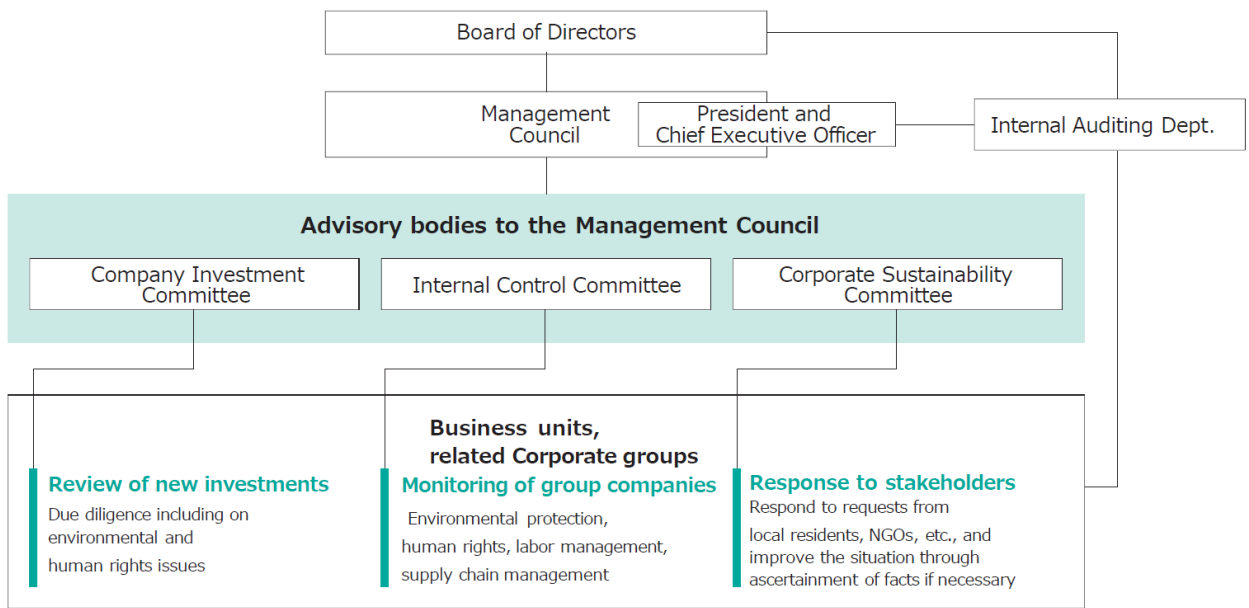 Board of Directors
Management
Council
President and
Chief Executive Officer
Internal Auditing Dept.
Advisory bodies to the Management Council
Company Investment
Committee
Internal Control Committee
Corporate Sustainability
Committee
Business units,
related Corporate groups
Review of new investments
Due diligence including on
environmental and
human rights issues
Monitoring of group companies
Environmental protection,
human rights, labor management,
supply chain management
Response to stakeholders
Respond to requests from
local residents, NGOs, etc., and
improve the situation through
ascertainment of facts if necessary